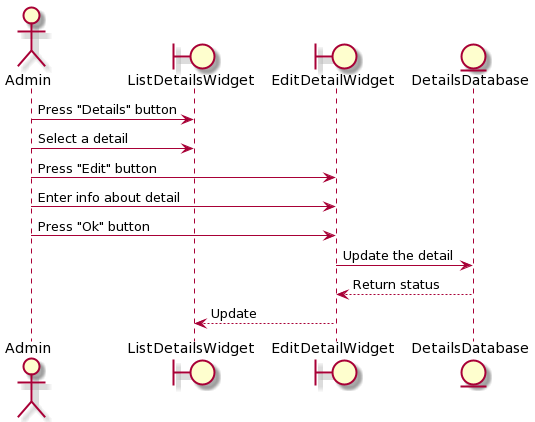 Admin
ListDetailsWidget
EditDetailWidget
DetailsDatabase
Press "Details" button
Select a detail
Press "Edit" button
Enter info about detail
Press "Ok" button
Update the detail
Return status
Update
Admin
ListDetailsWidget
EditDetailWidget
DetailsDatabase